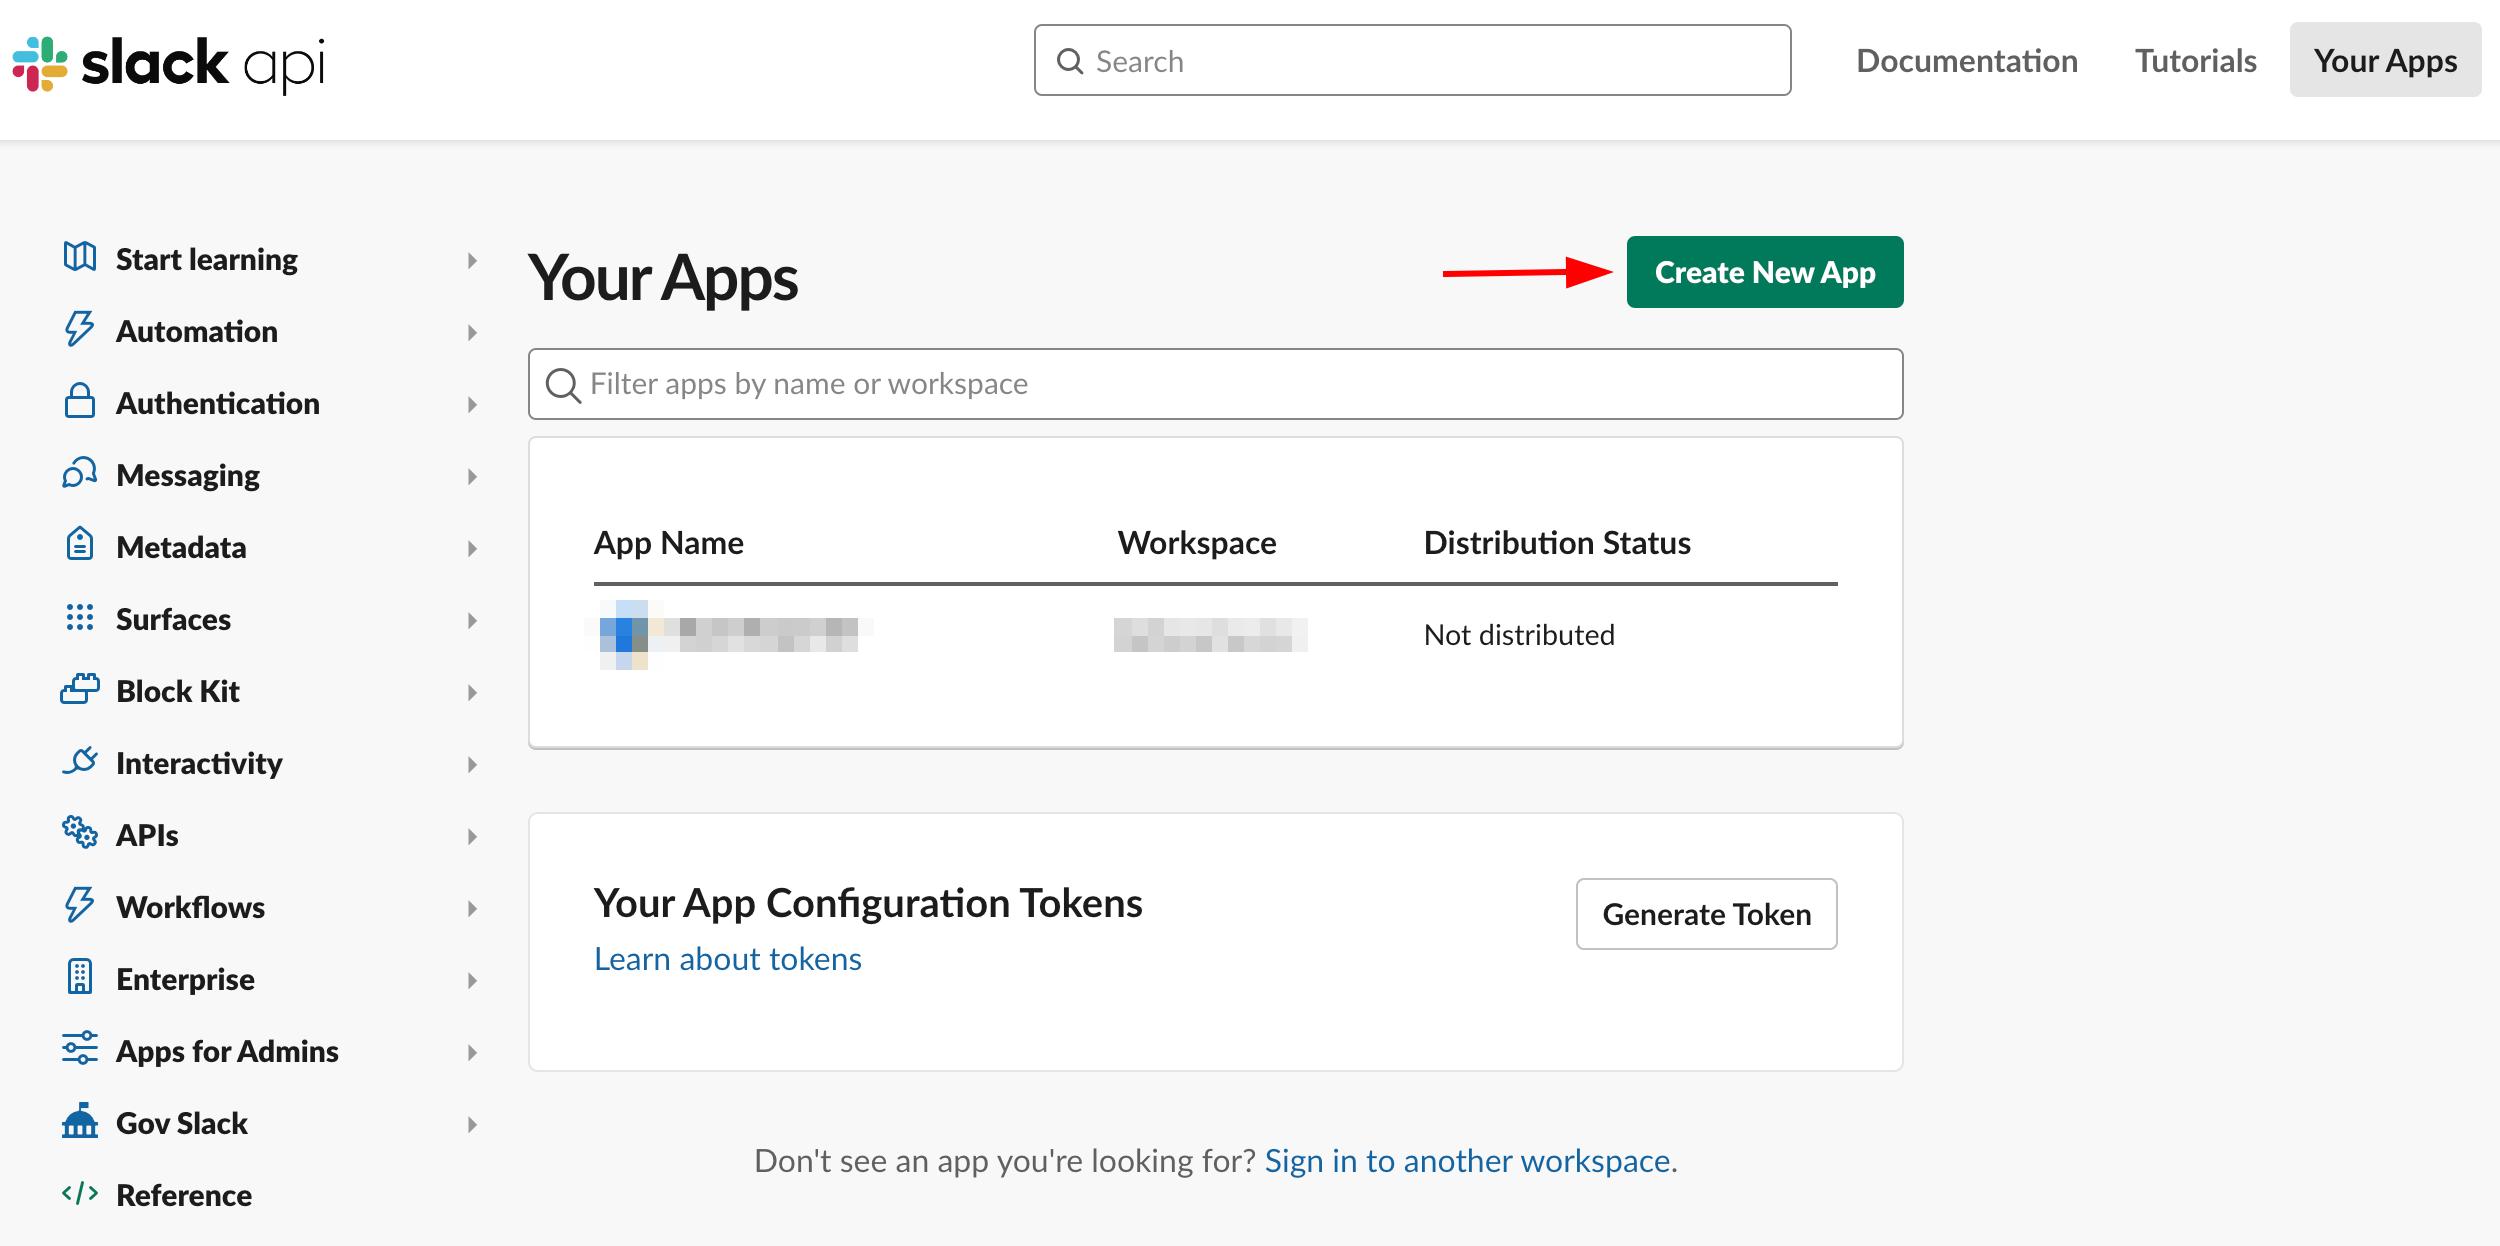 slack api
Search
Documentation
Tutorials
Your Apps
Start learning
Automation
Authentication
Messaging
Metadata
Surfaces
Block Kit
Interactivity
APIs
Workflows
Enterprise
Apps for Admins
Gov Slack
Reference
Your Apps
Create New App
Filter apps by name or workspace
App Name Workspace Distribution Status
Not distributed
Your App Configuration Tokens
Generate Token
Learn about tokens
Don't see an app you're looking for? Sign in to another workspace.